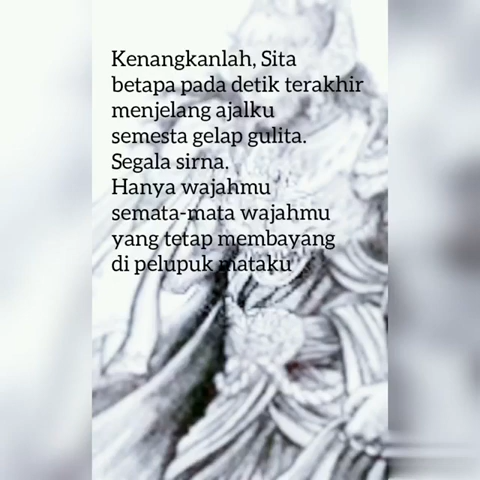 Kenangkanlah, Sita
betapa pada detik terakhir
menjelang ajalku
semesta gelap gulita.
Segala sirna.
Hanya wajahmu
semata-mata wajahmu
yang tetap membayang
di pelupuk mataku